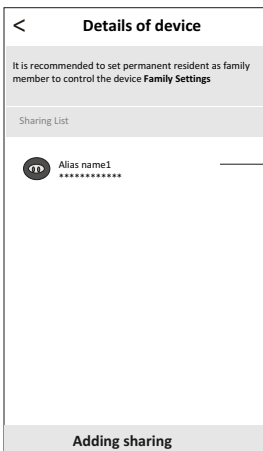 < Details of device
It is recommended to set permanent resident as family
member to control the device Family Settings
Sharing List
Alias name1
************
Adding sharing